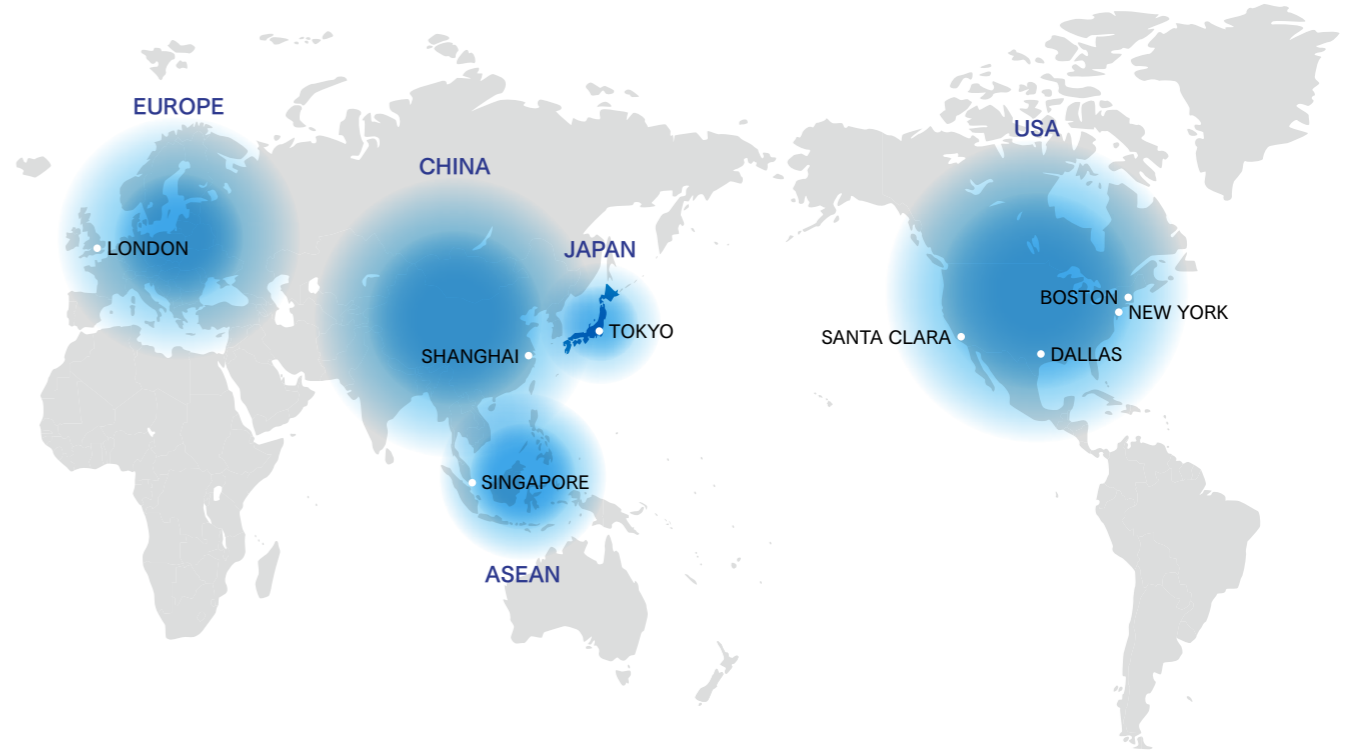 EUROPE
USA
CHINA
LONDON
JAPAN
BOSTON
NEW YORK
TOKYO
SANTA CLARA
SHANGHAI
DALLAS
SINGAPORE
ASEAN